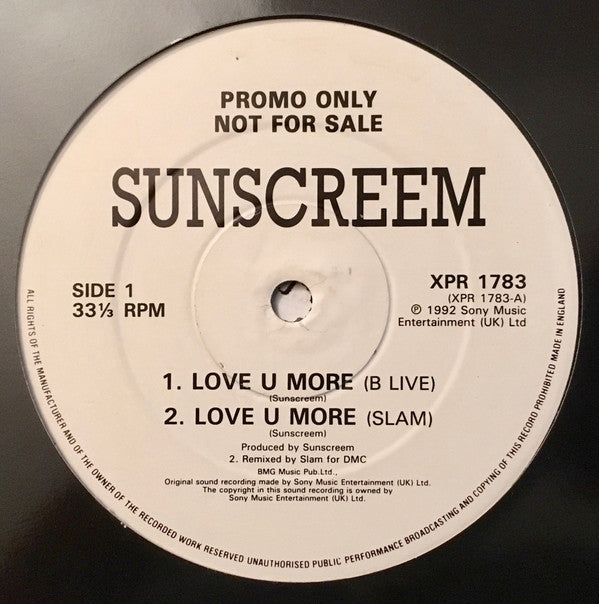 PROMO ONLY
NOT FOR SALE
SUNSCREEM
SIDE 1
33⅓ RPM
XPR 1783
(XPR 1783-A)
℗ 1992 Sony Music
Entertainment (UK) Ltd
1. LOVE U MORE (B LIVE)
(Sunscreem)
2. LOVE U MORE (SLAM)
(Sunscreem)
Produced by Sunscreem
2. Remixed by Slam for DMC
BMG Music Pub.Ltd.,
Original sound recording made by Sony Music Entertainment (UK) Ltd.
The copyright in this sound recording is owned by
Sony Music Entertainment (UK) Ltd.
ALL RIGHTS OF THE MANUFACTURER AND OF THE OWNER OF THE RECORDED WORK RESERVED UNAUTHORISED PUBLIC PERFORMANCE BROADCASTING AND COPYING OF THIS RECORD PROHIBITED MADE IN ENGLAND